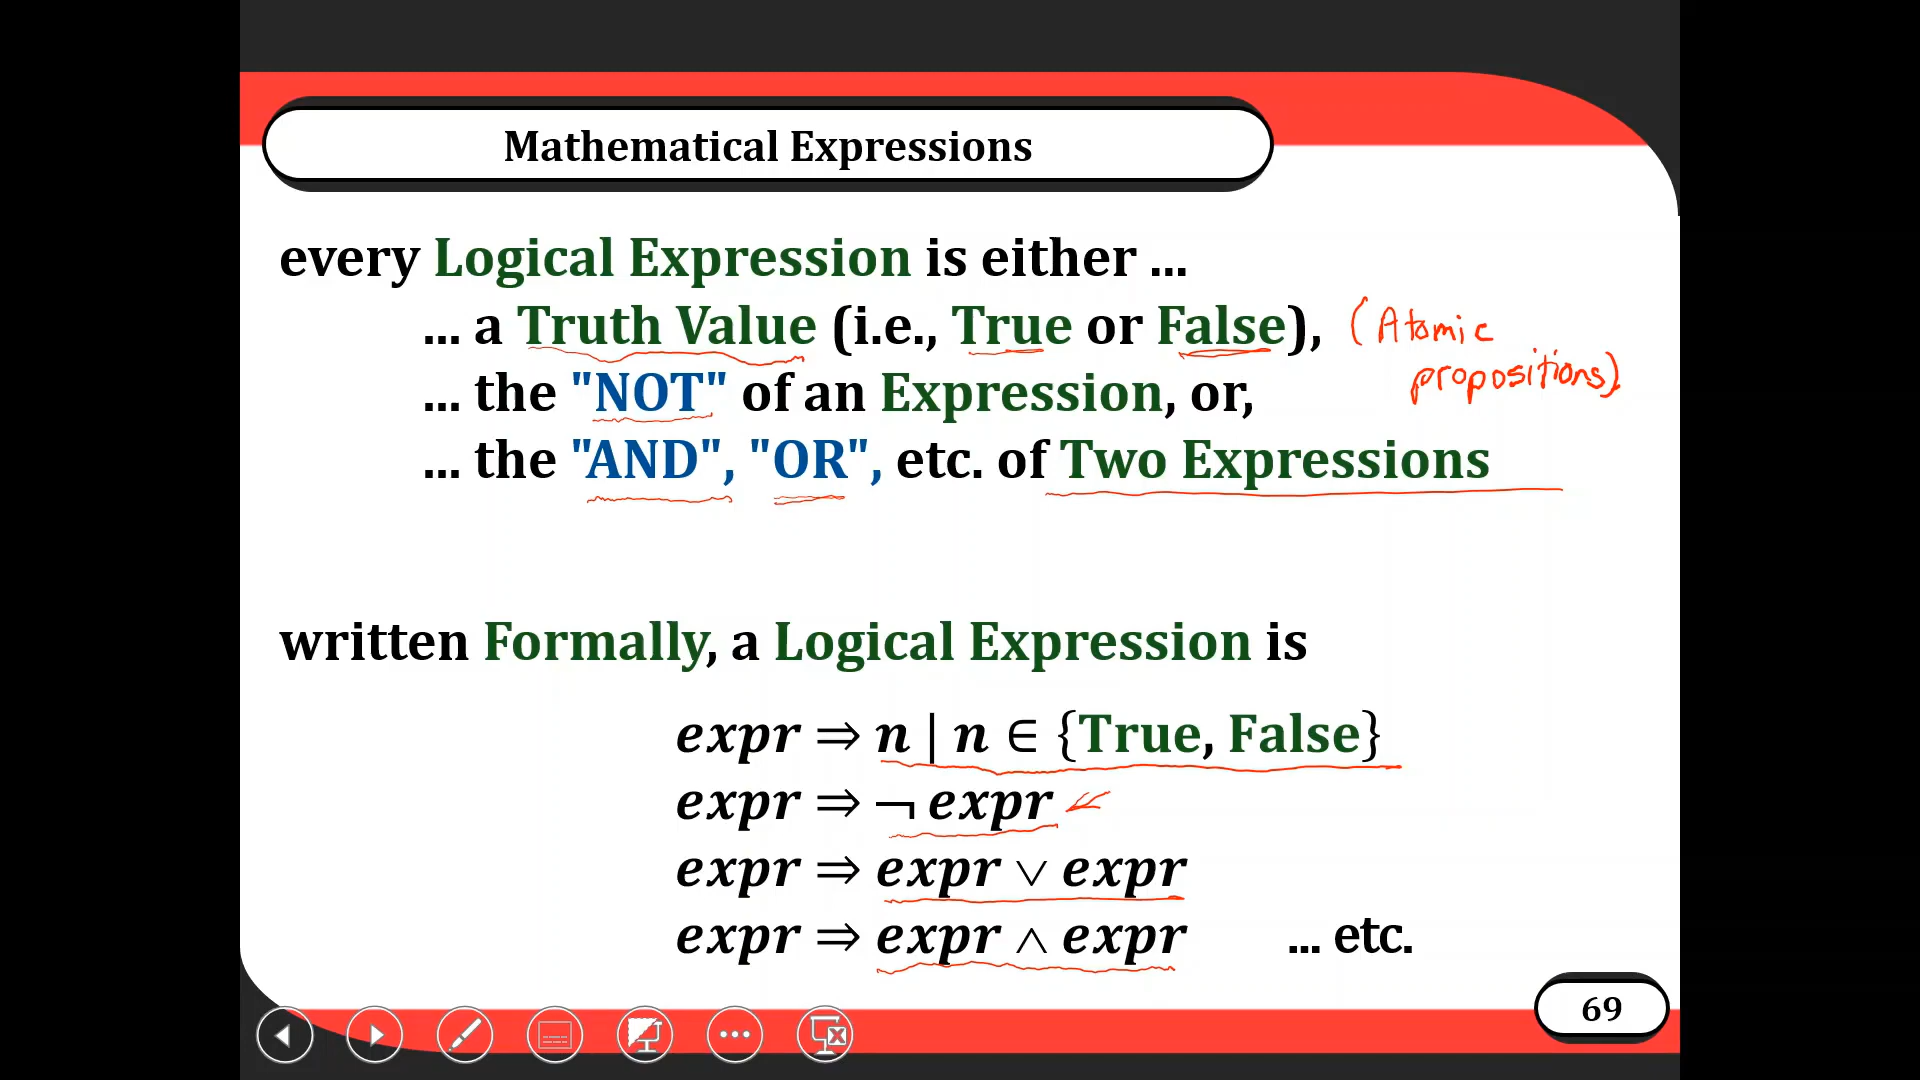 Mathematical Expressions
every Logical Expression is either ...
... a Truth Value (i.e., True or False), (Atomic
propositions)
... the "NOT" of an Expression, or,
... the "AND", "OR", etc. of Two Expressions
written Formally, a Logical Expression is
expr ⇒ n | n ∈ {True, False}
expr ⇒ ¬ expr
expr ⇒ expr ∨ expr
expr ⇒ expr ∧ expr ... etc.
69